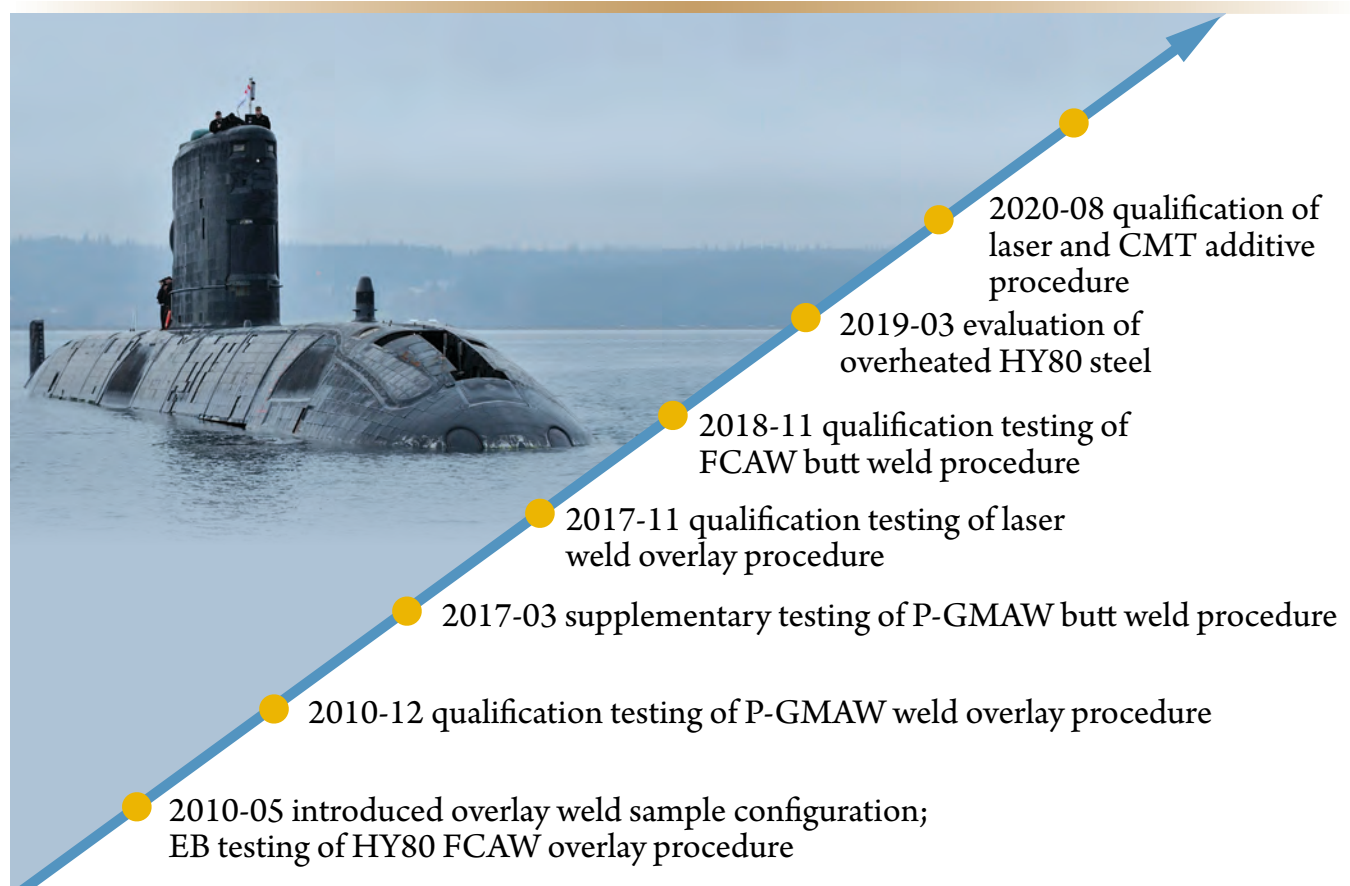 2020-08 qualification of
laser and CMT additive
procedure
2019-03 evaluation of
overheated HY80 steel
2018-11 qualification testing of
FCAW butt weld procedure
2017-11 qualification testing of laser
weld overlay procedure
2017-03 supplementary testing of P-GMAW butt weld procedure
2010-12 qualification testing of P-GMAW weld overlay procedure
2010-05 introduced overlay weld sample configuration;
EB testing of HY80 FCAW overlay procedure